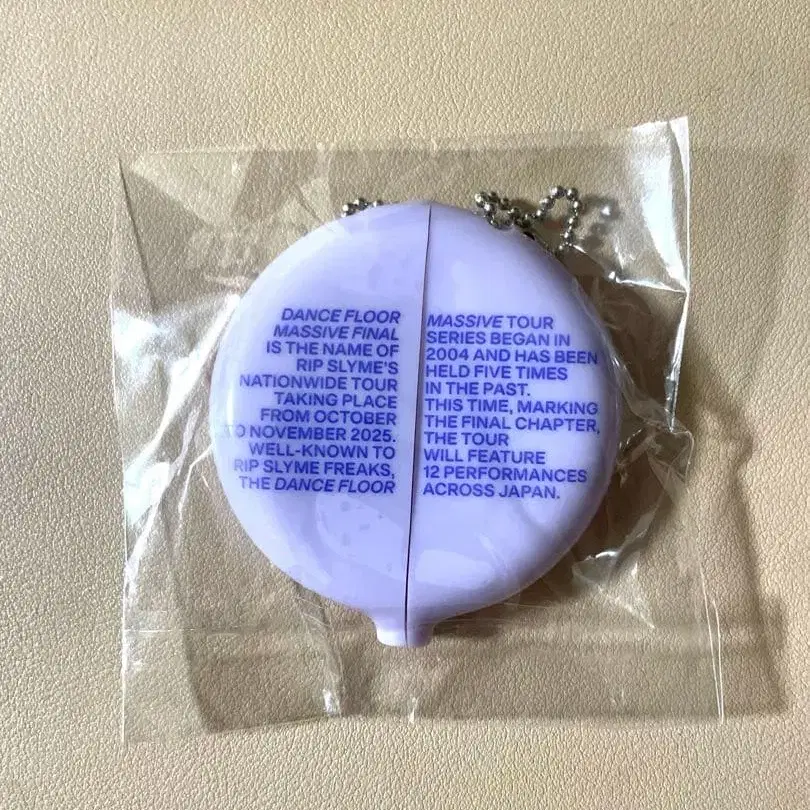 DANCE FLOOR
MASSIVE FINAL
IS THE NAME OF
RIP SLYME'S
NATIONWIDE TOUR
TAKING PLACE
FROM OCTOBER
TO NOVEMBER 2025.
WELL-KNOWN TO
RIP SLYME FREAKS,
THE DANCE FLOOR
MASSIVE TOUR
SERIES BEGAN IN
2004 AND HAS BEEN
HELD FIVE TIMES
IN THE PAST.
THIS TIME, MARKING
THE FINAL CHAPTER,
THE TOUR
WILL FEATURE
12 PERFORMANCES
ACROSS JAPAN.